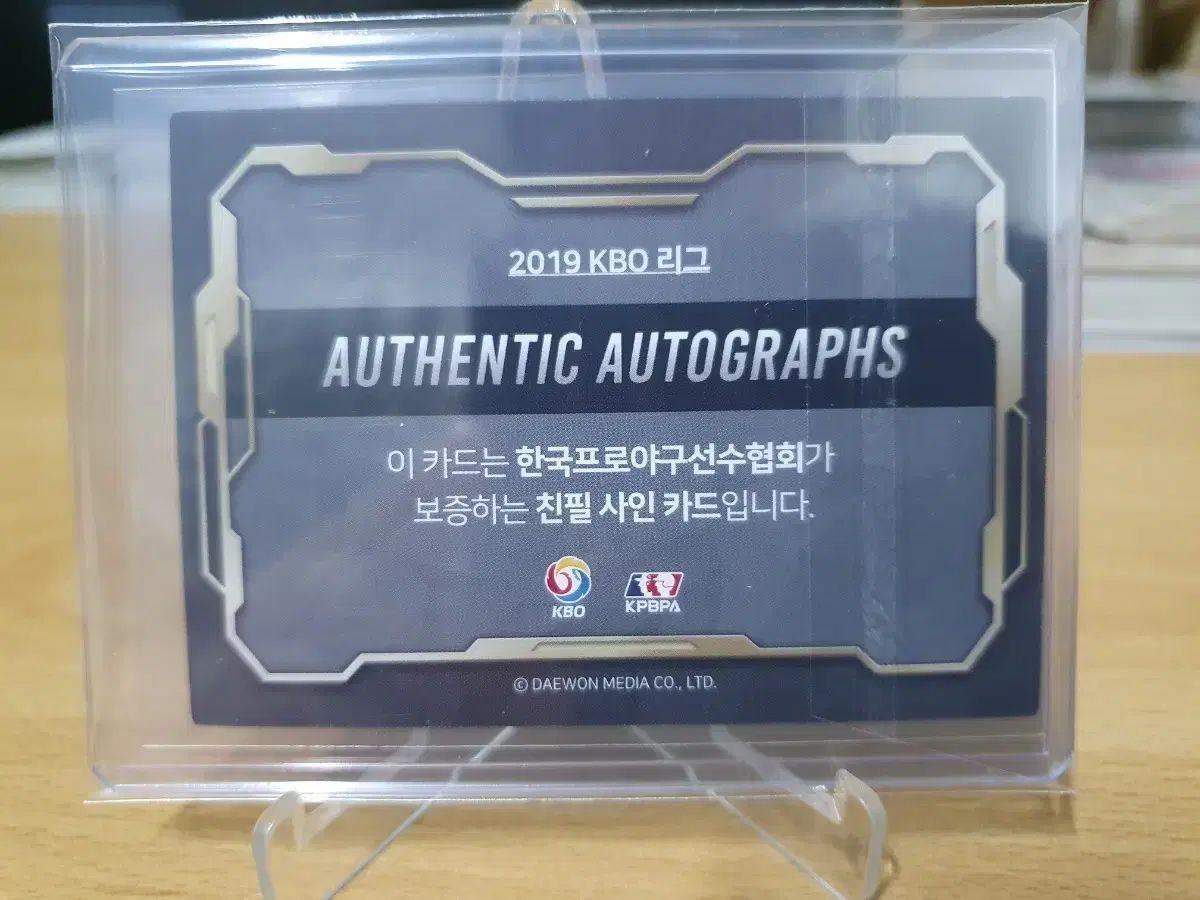 2019 KBO 리그
AUTHENTIC AUTOGRAPHS
이 카드는 한국프로야구선수협회가
보증하는 친필 사인 카드입니다.
KBO KPBPA
© DAEWON MEDIA CO., LTD.